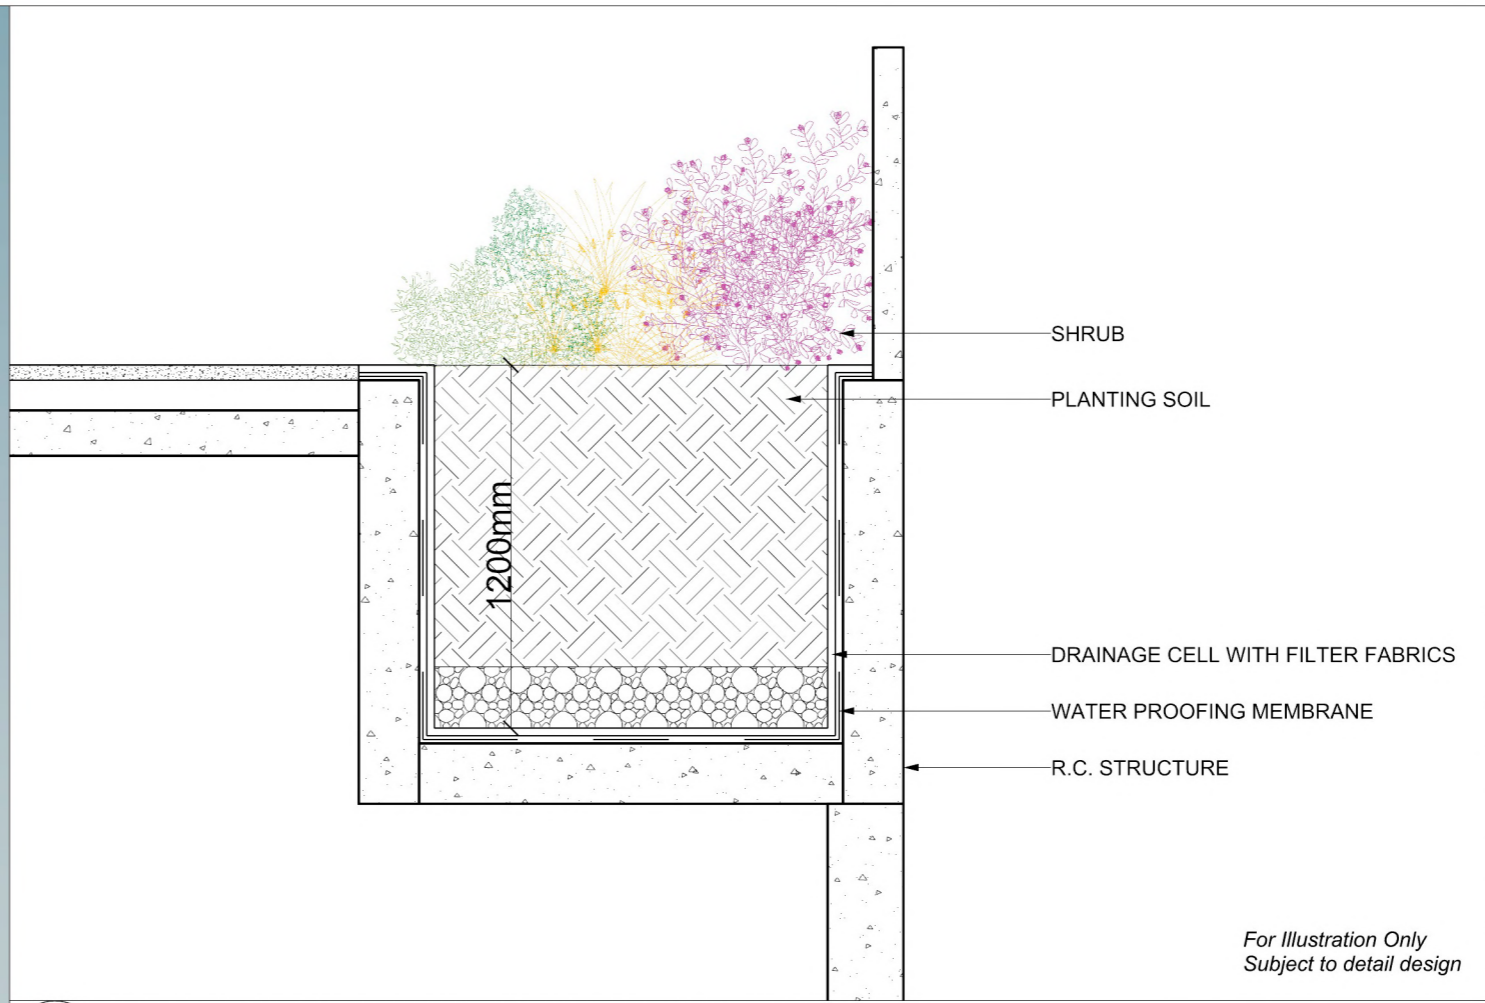 SHRUB
PLANTING SOIL
1200mm
DRAINAGE CELL WITH FILTER FABRICS
WATER PROOFING MEMBRANE
R.C. STRUCTURE
For Illustration Only
Subject to detail design